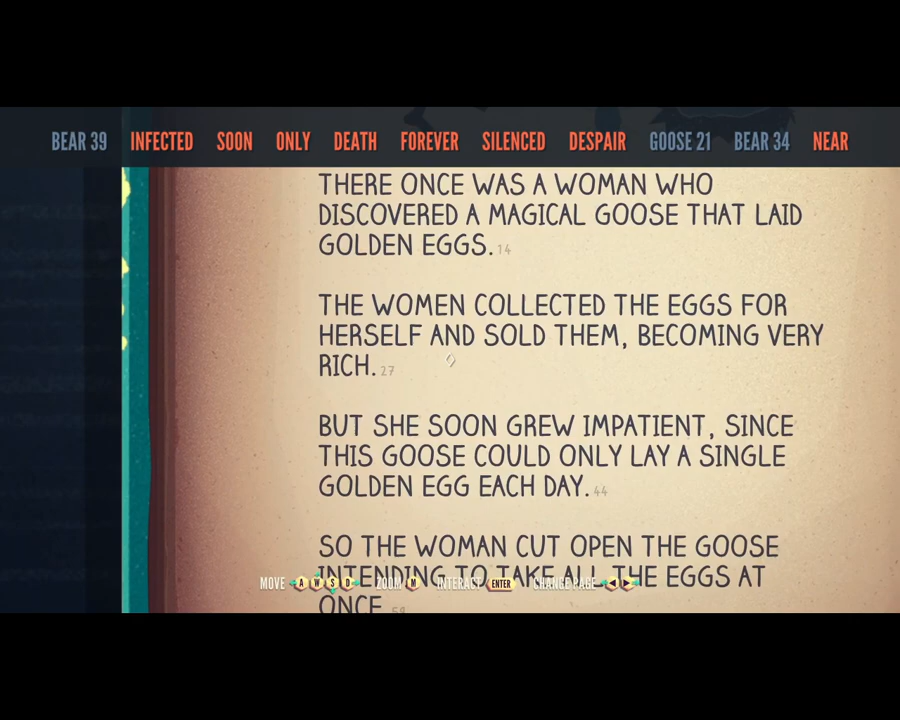 BEAR 39 INFECTED SOON ONLY DEATH FOREVER SILENCED DESPAIR GOOSE 21 BEAR 34 NEAR
THERE ONCE WAS A WOMAN WHO
DISCOVERED A MAGICAL GOOSE THAT LAID
GOLDEN EGGS. 14
THE WOMEN COLLECTED THE EGGS FOR
HERSELF AND SOLD THEM, BECOMING VERY
RICH. 27
BUT SHE SOON GREW IMPATIENT, SINCE
THIS GOOSE COULD ONLY LAY A SINGLE
GOLDEN EGG EACH DAY. 44
SO THE WOMAN CUT OPEN THE GOOSE
INTENDING TO TAKE ALL THE EGGS AT
MOVE A W S D ZOOM M INTERACT ENTER CHANGE PAGE
ONCE 59